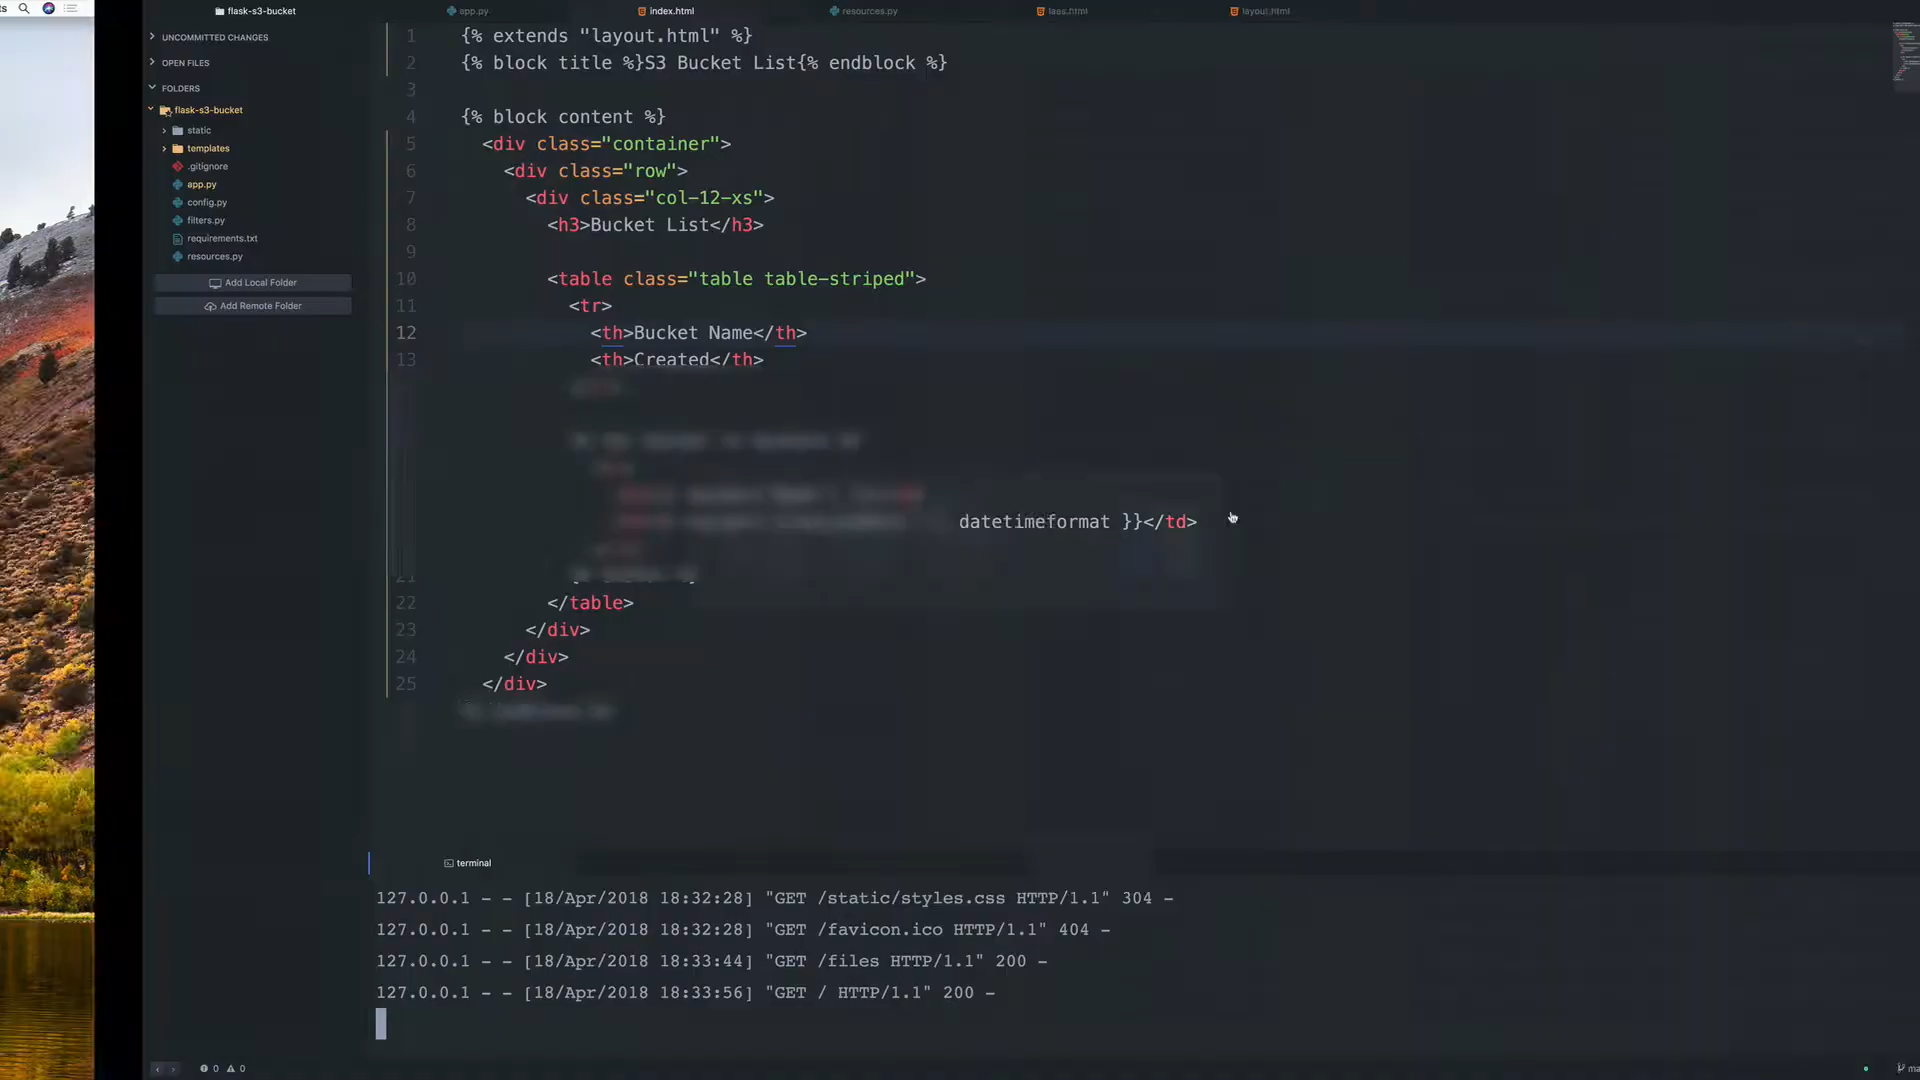 ts
flask-s3-bucket
app.py
index.html
resources.py
layout.html
UNCOMMITTED CHANGES
OPEN FILES
FOLDERS
flask-s3-bucket
static
templates
.gitignore
app.py
config.py
filters.py
requirements.txt
resources.py
Add Local Folder
Add Remote Folder
1 {% extends "layout.html" %}
2 {% block title %}S3 Bucket List{% endblock %}
3
4 {% block content %}
5 <div class="container">
6 <div class="row">
7 <div class="col-12-xs">
8 <h3>Bucket List</h3>
9
10 <table class="table table-striped">
11 <tr>
12 <th>Bucket Name</th>
13 <th>Created</th>
datetimeformat }}</td>
22 </table>
23 </div>
24 </div>
25 </div>
terminal
127.0.0.1 - - [18/Apr/2018 18:32:28] "GET /static/styles.css HTTP/1.1" 304 -
127.0.0.1 - - [18/Apr/2018 18:32:28] "GET /favicon.ico HTTP/1.1" 404 -
127.0.0.1 - - [18/Apr/2018 18:33:44] "GET /files HTTP/1.1" 200 -
127.0.0.1 - - [18/Apr/2018 18:33:56] "GET / HTTP/1.1" 200 -
0 0